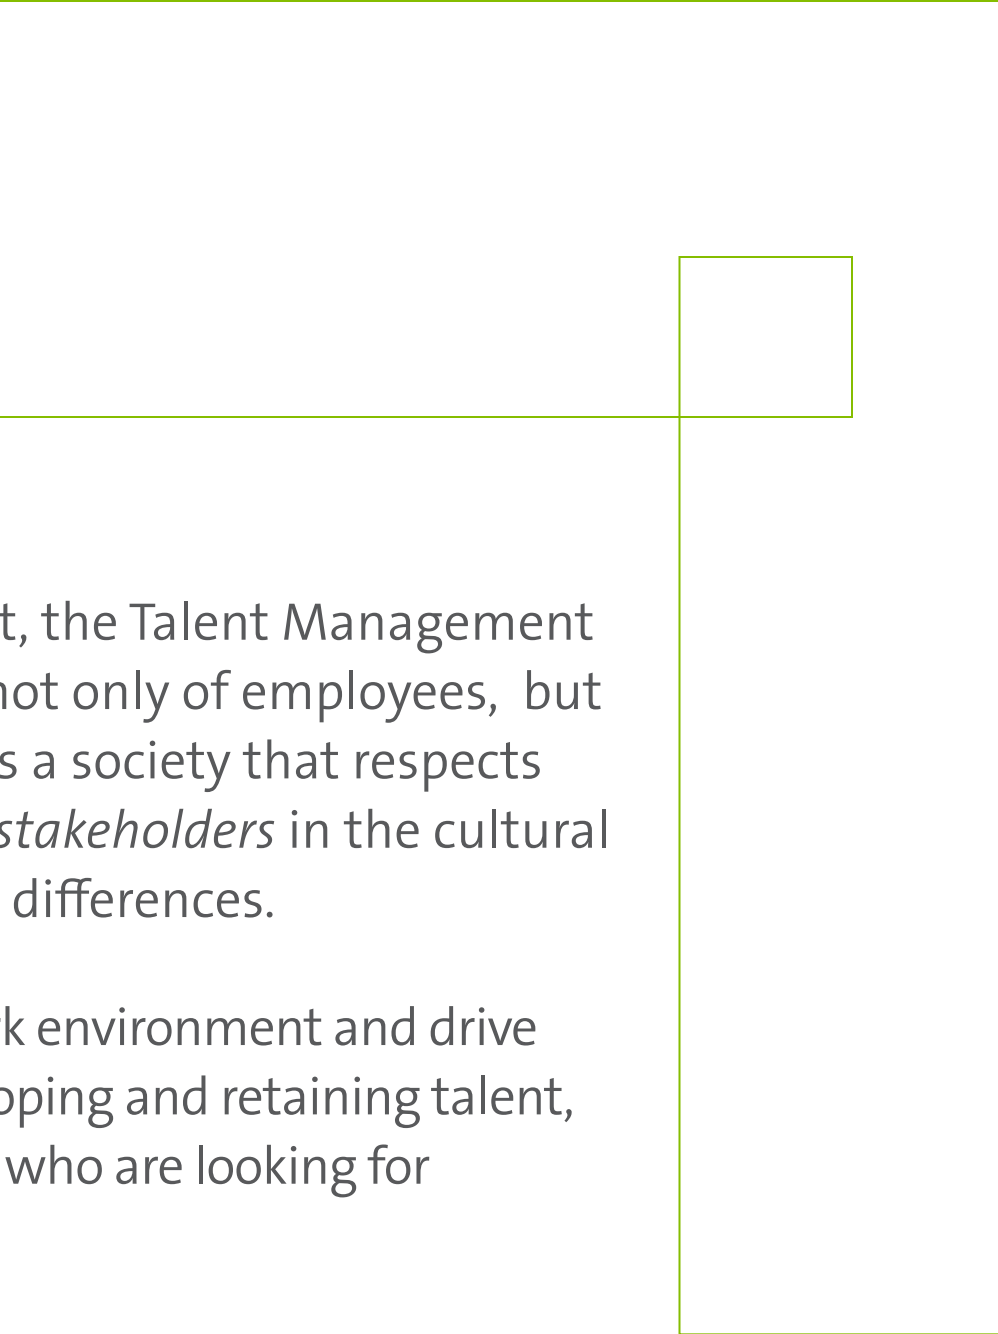 t, the Talent Management
not only of employees,  but
s a society that respects
stakeholders in the cultural
differences.
k environment and drive
oping and retaining talent,
who are looking for